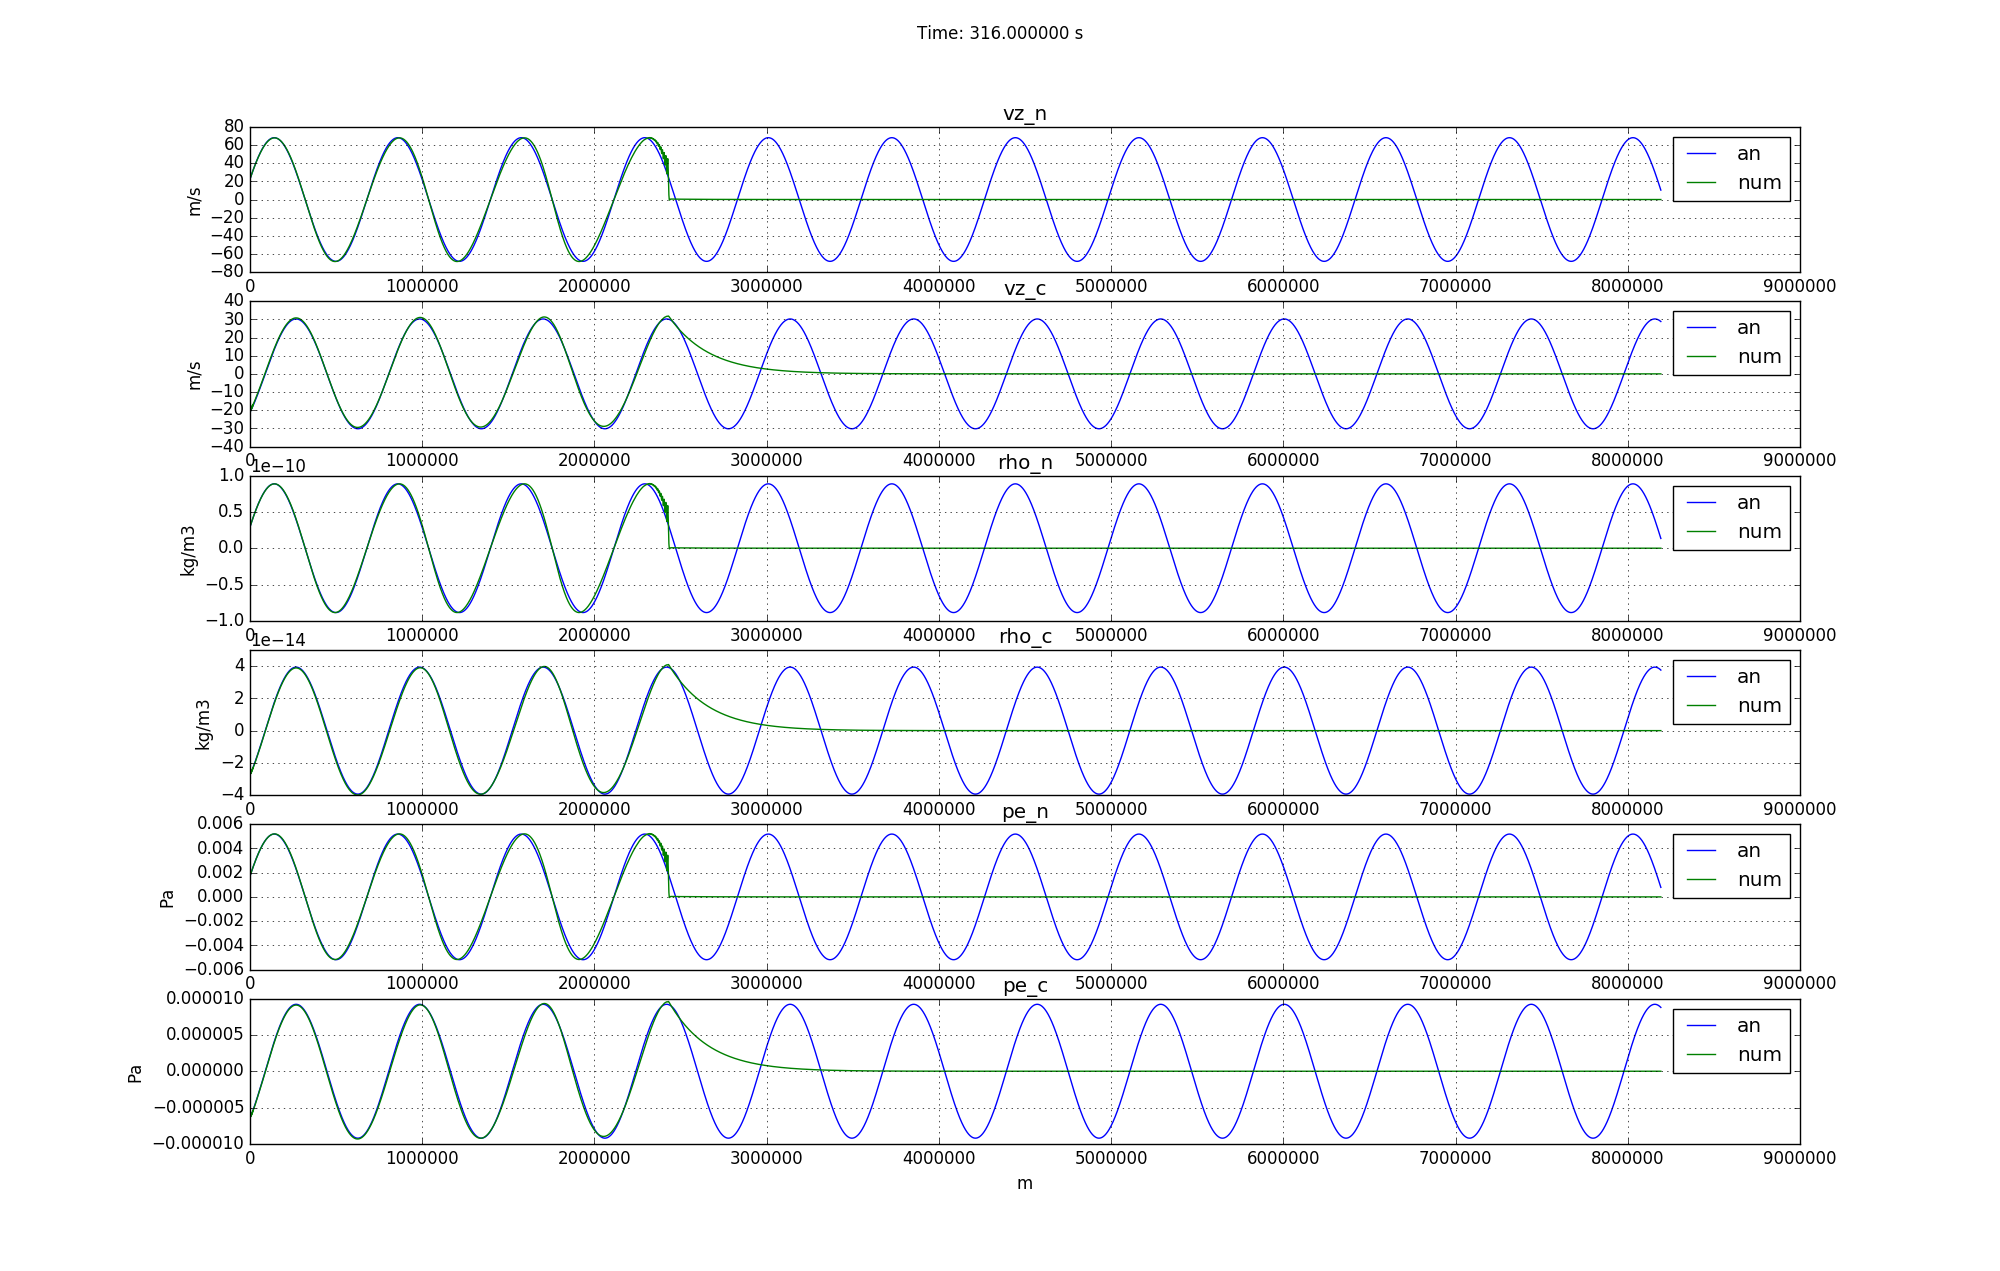 Time: 316.000000 s
vz_n
80
60
40
20
0
−20
−40
−60
−80
m/s
an
num
0 1000000 2000000 3000000 4000000 5000000 6000000 7000000 8000000 9000000
vz_c
40
30
20
10
0
−10
−20
−30
−40
m/s
an
num
0 1000000 2000000 3000000 4000000 5000000 6000000 7000000 8000000 9000000
1e−10
rho_n
1.0
0.5
0.0
−0.5
−1.0
kg/m3
an
num
0 1000000 2000000 3000000 4000000 5000000 6000000 7000000 8000000 9000000
1e−14
rho_c
4
2
0
−2
−4
kg/m3
an
num
0 1000000 2000000 3000000 4000000 5000000 6000000 7000000 8000000 9000000
pe_n
0.006
0.004
0.002
0.000
−0.002
−0.004
−0.006
Pa
an
num
0 1000000 2000000 3000000 4000000 5000000 6000000 7000000 8000000 9000000
pe_c
0.000010
0.000005
0.000000
−0.000005
−0.000010
Pa
an
num
0 1000000 2000000 3000000 4000000 5000000 6000000 7000000 8000000 9000000
m